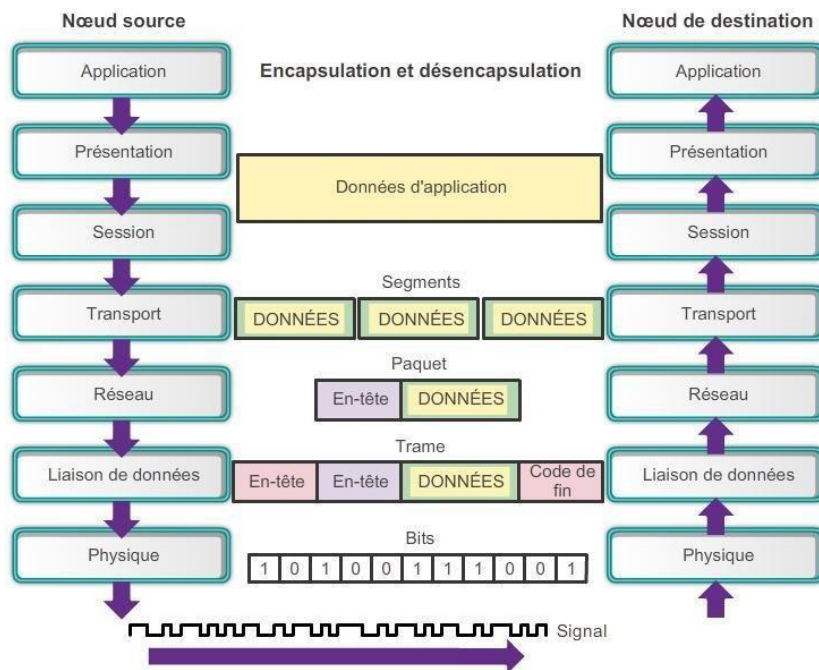 Nœud source
Nœud de destination
Application
Encapsulation et désencapsulation
Application
Présentation
Données d'application
Présentation
Session
Session
Segments
Transport
DONNÉES
DONNÉES
DONNÉES
Transport
Paquet
Réseau
En-tête
DONNÉES
Réseau
Trame
Liaison de données
En-tête
En-tête
DONNÉES
Code de
fin
Liaison de données
Bits
Physique
1 0 1 0 0 1 1 1 0 0 1
Physique
Signal